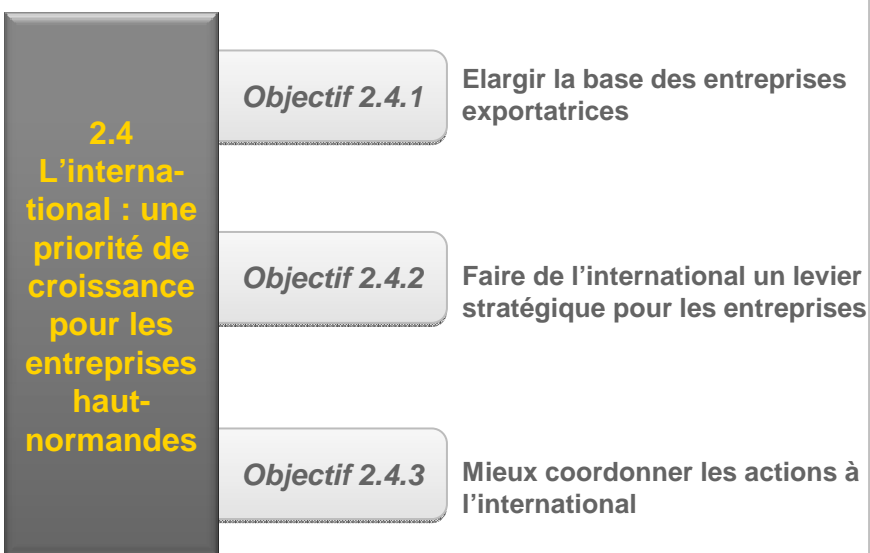 2.4
L'interna-
tional : une
priorité de
croissance
pour les
entreprises
haut-
normandes
Objectif 2.4.1
Elargir la base des entreprises
exportatrices
Objectif 2.4.2
Faire de l'international un levier
stratégique pour les entreprises
Objectif 2.4.3
Mieux coordonner les actions à
l'international